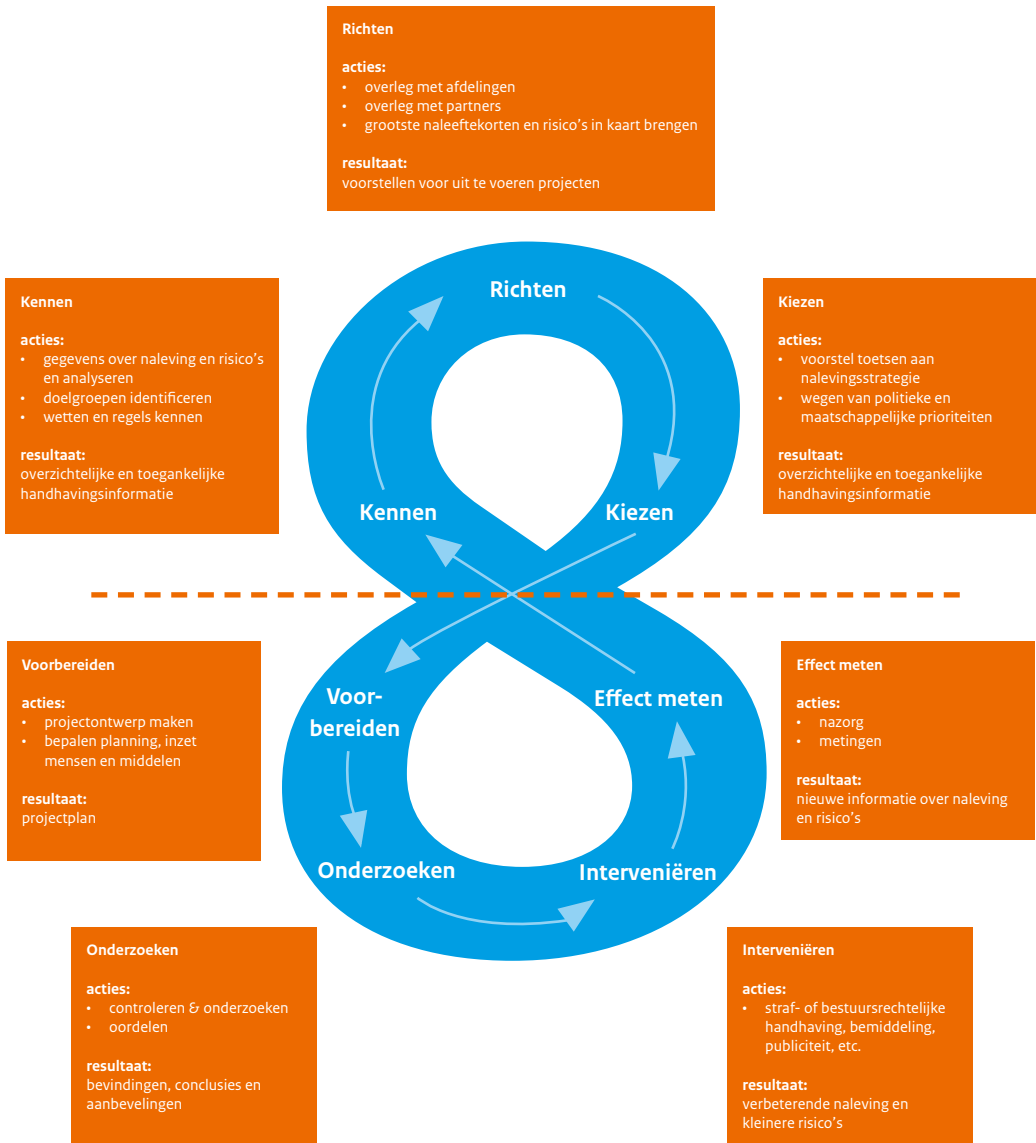 Richten
acties:
• overleg met afdelingen
• overleg met partners
• grootste naleeftekorten en risico's in kaart brengen
resultaat:
voorstellen voor uit te voeren projecten
Kennen
acties:
• gegevens over naleving en risico's
en analyseren
• doelgroepen identificeren
• wetten en regels kennen
resultaat:
overzichtelijke en toegankelijke
handhavingsinformatie
Richten
Kennen
Kiezen
Kiezen
acties:
• voorstel toetsen aan
nalevingsstrategie
• wegen van politieke en
maatschappelijke prioriteiten
resultaat:
overzichtelijke en toegankelijke
handhavingsinformatie
Voorbereiden
acties:
• projectontwerp maken
• bepalen planning, inzet
mensen en middelen
resultaat:
projectplan
Voor-
bereiden
Effect meten
Onderzoeken
Interveniëren
Effect meten
acties:
• nazorg
• metingen
resultaat:
nieuwe informatie over naleving
en risico's
Onderzoeken
acties:
• controleren & onderzoeken
• oordelen
resultaat:
bevindingen, conclusies en
aanbevelingen
Interveniëren
acties:
• straf- of bestuursrechtelijke
handhaving, bemiddeling,
publiciteit, etc.
resultaat:
verbeterende naleving en
kleinere risico's